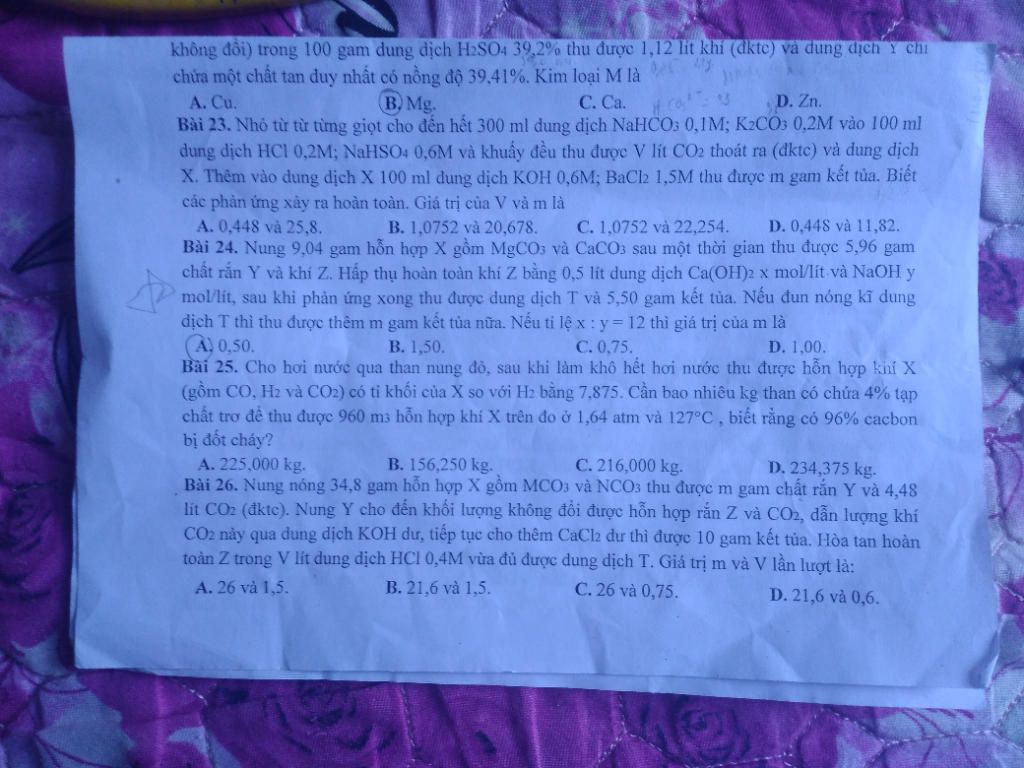 không đổi) trong 100 gam dung dịch H2SO4 39,2% thu được 1,12 lít khí (đktc) và dung dịch Y chỉ
chứa một chất tan duy nhất có nồng độ 39,41%. Kim loại M là
A. Cu. B. Mg. C. Ca. D. Zn.
Bài 23. Nhỏ từ từ từng giọt cho đến hết 300 ml dung dịch NaHCO3 0,1M; K2CO3 0,2M vào 100 ml
dung dịch HCl 0,2M; NaHSO4 0,6M và khuấy đều thu được V lít CO2 thoát ra (đktc) và dung dịch
X. Thêm vào dung dịch X 100 ml dung dịch KOH 0,6M; BaCl2 1,5M thu được m gam kết tủa. Biết
các phản ứng xảy ra hoàn toàn. Giá trị của V và m là
A. 0,448 và 25,8. B. 1,0752 và 20,678. C. 1,0752 và 22,254. D. 0,448 và 11,82.
Bài 24. Nung 9,04 gam hỗn hợp X gồm MgCO3 và CaCO3 sau một thời gian thu được 5,96 gam
chất rắn Y và khí Z. Hấp thụ hoàn toàn khí Z bằng 0,5 lít dung dịch Ca(OH)2 x mol/lít và NaOH y
mol/lít, sau khi phản ứng xong thu được dung dịch T và 5,50 gam kết tủa. Nếu đun nóng kĩ dung
dịch T thì thu được thêm m gam kết tủa nữa. Nếu tỉ lệ x : y = 12 thì giá trị của m là
A. 0,50. B. 1,50. C. 0,75. D. 1,00.
Bài 25. Cho hơi nước qua than nung đỏ, sau khi làm khô hết hơi nước thu được hỗn hợp khí X
(gồm CO, H2 và CO2) có tỉ khối của X so với H2 bằng 7,875. Cần bao nhiêu kg than có chứa 4% tạp
chất trơ để thu được 960 m3 hỗn hợp khí X trên đo ở 1,64 atm và 127°C , biết rằng có 96% cacbon
bị đốt cháy?
A. 225,000 kg. B. 156,250 kg. C. 216,000 kg. D. 234,375 kg.
Bài 26. Nung nóng 34,8 gam hỗn hợp X gồm MCO3 và NCO3 thu được m gam chất rắn Y và 4,48
lít CO2 (đktc). Nung Y cho đến khối lượng không đổi được hỗn hợp rắn Z và CO2, dẫn lượng khí
CO2 này qua dung dịch KOH dư, tiếp tục cho thêm CaCl2 dư thì được 10 gam kết tủa. Hòa tan hoàn
toàn Z trong V lít dung dịch HCl 0,4M vừa đủ được dung dịch T. Giá trị m và V lần lượt là:
A. 26 và 1,5. B. 21,6 và 1,5. C. 26 và 0,75. D. 21,6 và 0,6.